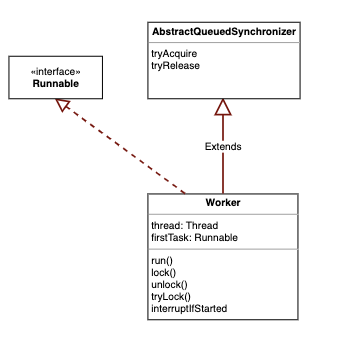 AbstractQueuedSynchronizer
tryAcquire
tryRelease
«interface»
Runnable
Extends
Worker
thread: Thread
firstTask: Runnable
run()
lock()
unlock()
tryLock()
interruptIfStarted